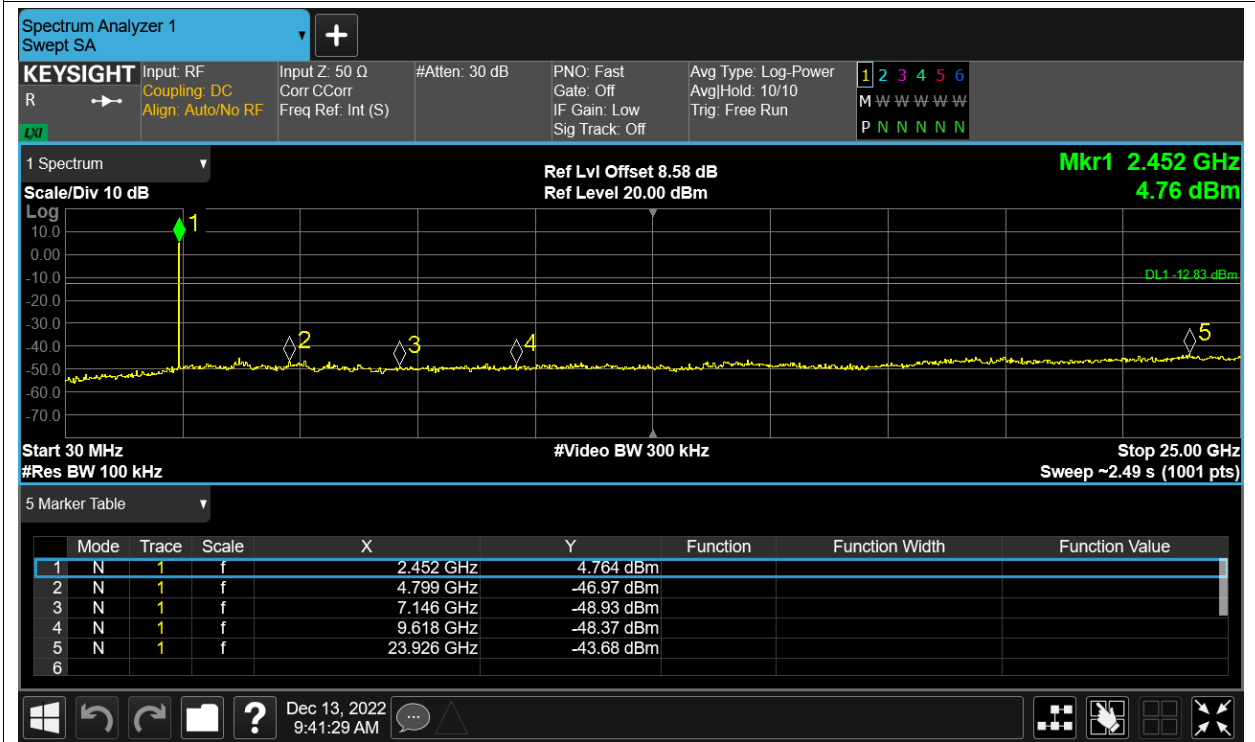 Spectrum Analyzer 1
Swept SA
KEYSIGHT
R
LXI
Input: RF
Coupling: DC
Align: Auto/No RF
Input Z: 50 Ω
Corr CCorr
Freq Ref: Int (S)
#Atten: 30 dB
PNO: Fast
Gate: Off
IF Gain: Low
Sig Track: Off
Avg Type: Log-Power
Avg|Hold: 10/10
Trig: Free Run
1 2 3 4 5 6
M W W W W W
P N N N N N
1 Spectrum
Scale/Div 10 dB
Ref Lvl Offset 8.58 dB
Ref Level 20.00 dBm
Mkr1 2.452 GHz
4.76 dBm
Log
10.0
0.00
-10.0
-20.0
-30.0
-40.0
-50.0
-60.0
-70.0
1
2
3
4
5
DL1 -12.83 dBm
Start 30 MHz
#Res BW 100 kHz
#Video BW 300 kHz
Stop 25.00 GHz
Sweep ~2.49 s (1001 pts)
5 Marker Table
Mode Trace Scale X Y Function Function Width Function Value
1 N 1 f 2.452 GHz 4.764 dBm
2 N 1 f 4.799 GHz -46.97 dBm
3 N 1 f 7.146 GHz -48.93 dBm
4 N 1 f 9.618 GHz -48.37 dBm
5 N 1 f 23.926 GHz -43.68 dBm
6
?
Dec 13, 2022
9:41:29 AM